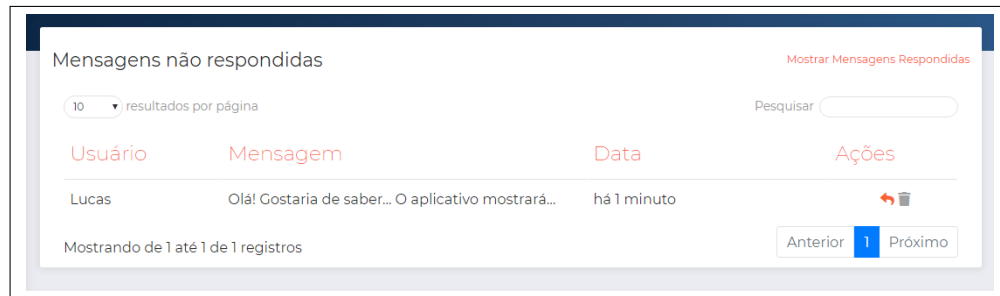 Mensagens não respondidas Mostrar Mensagens Respondidas
10 resultados por página Pesquisar
Usuário Mensagem Data Ações
Lucas Olá! Gostaria de saber... O aplicativo mostrará... há 1 minuto
Mostrando de 1 até 1 de 1 registros Anterior 1 Próximo